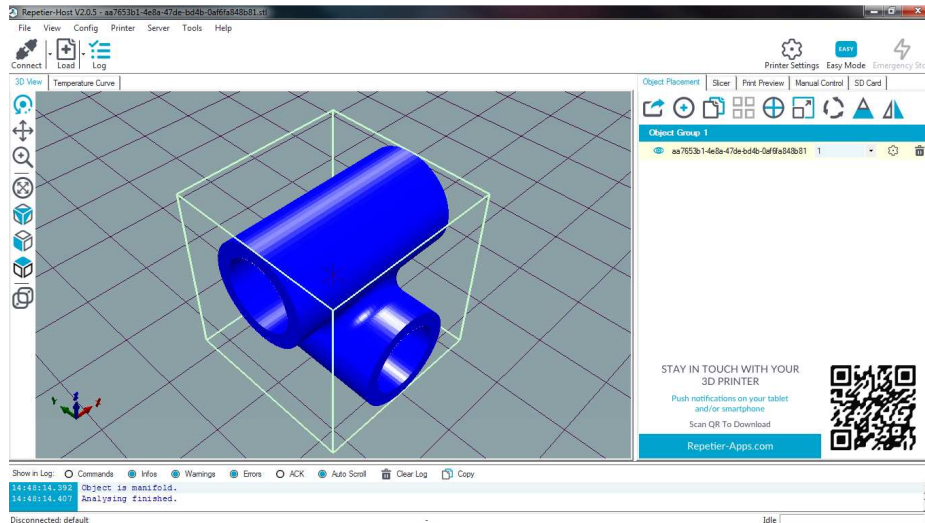 Repetier-Host V2.0.5 - aa7653b1-4e8a-47de-bd4b-0af6fa848b81.stl
File View Config Printer Server Tools Help
Connect Load Log Printer Settings Easy Mode Emergency Sto
EASY
3D View Temperature Curve
Object Placement Slicer Print Preview Manual Control SD Card
Object Group 1
aa7653b1-4e8a-47de-bd4b-0af6fa848b81 1
STAY IN TOUCH WITH YOUR
3D PRINTER
Push notifications on your tablet
and/or smartphone
Scan QR To Download
Repetier-Apps.com
Show in Log: Commands Infos Warnings Errors ACK Auto Scroll Clear Log Copy
14:48:14.392 Object is manifold.
14:48:14.407 Analysing finished.
Disconnected: default - Idle